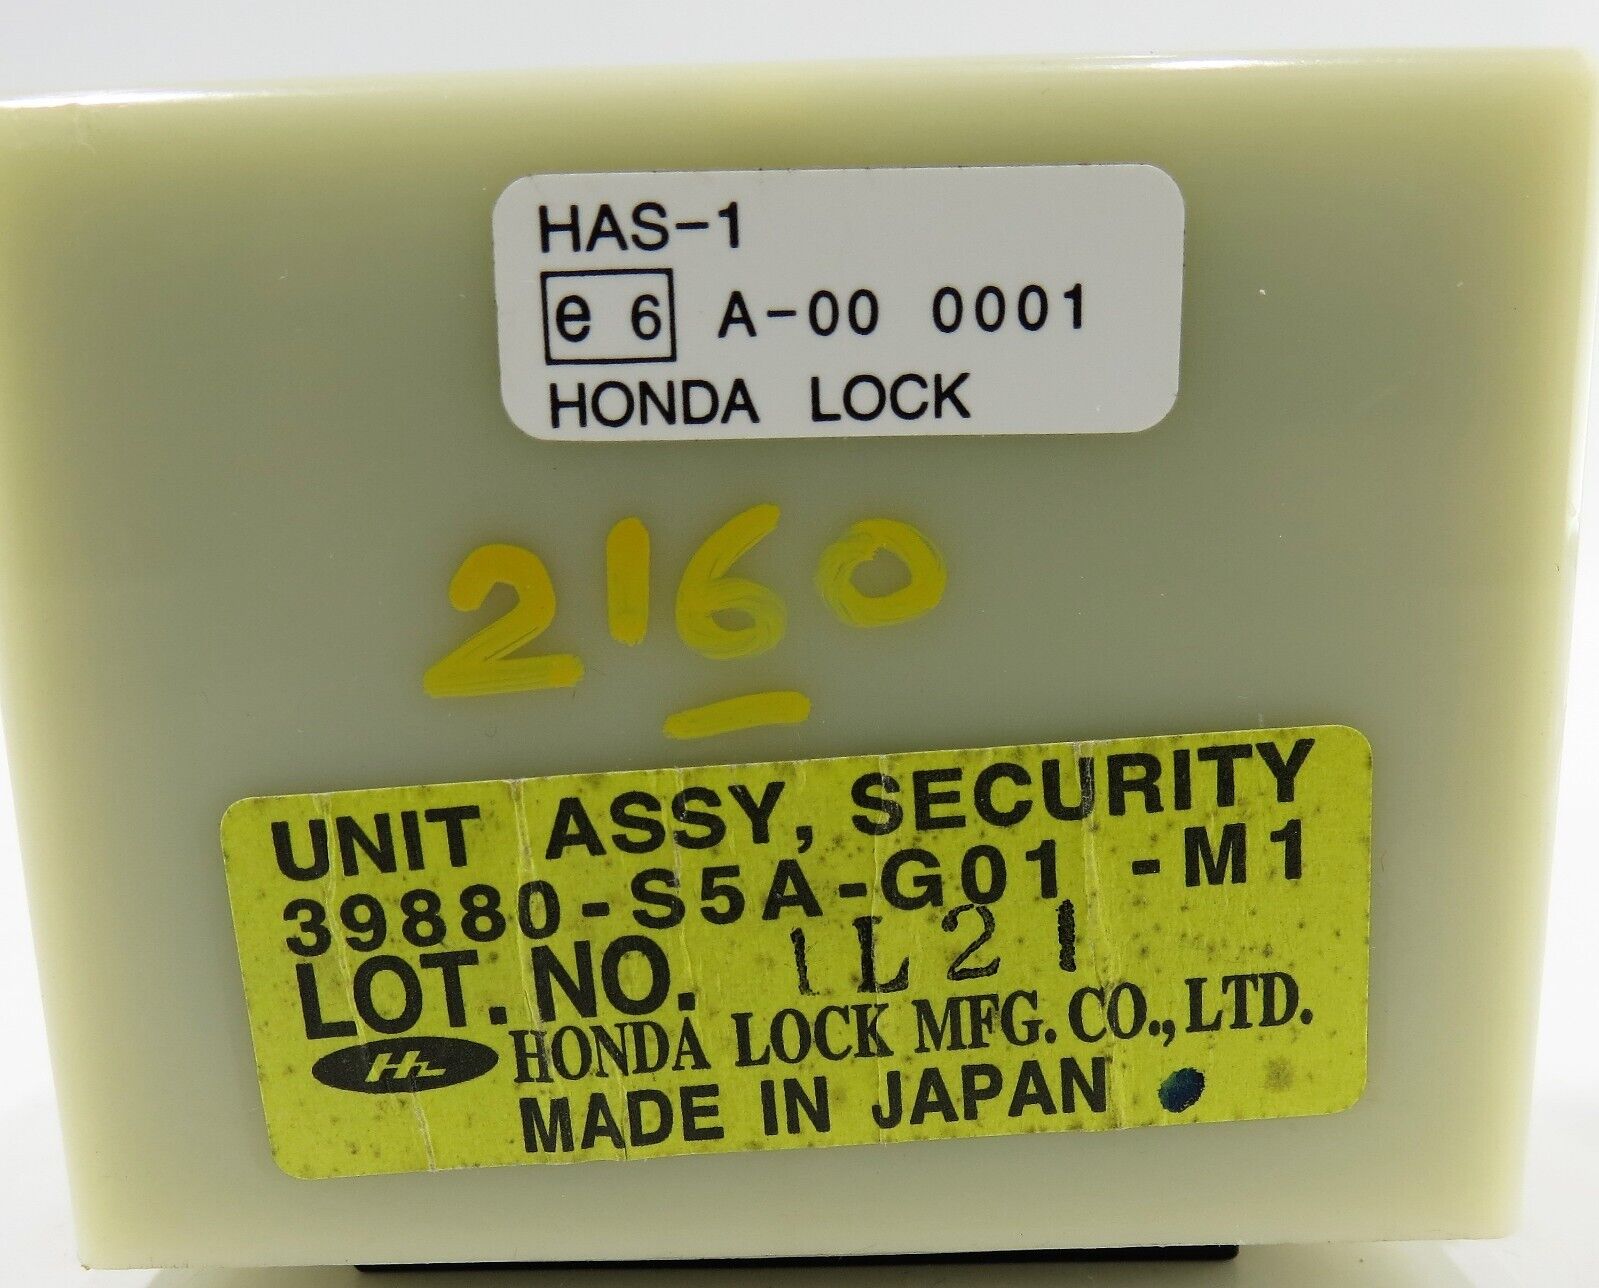 HAS-1
e 6 A-00 0001
HONDA LOCK
2160
UNIT ASSY, SECURITY
39880-S5A-G01 -M1
LOT. NO. 1L21
HL HONDA LOCK MFG. CO., LTD.
MADE IN JAPAN